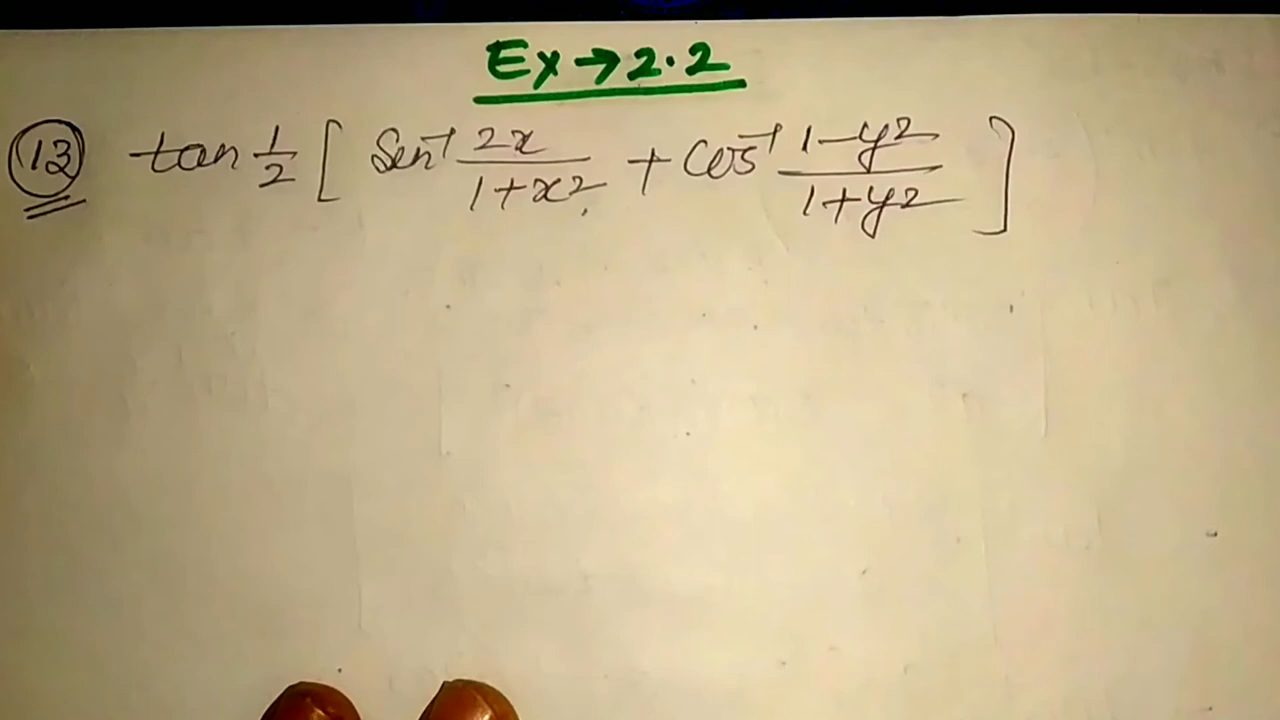 Ex → 2.2
(13) tan 1/2 [ Sin⁻¹ 2x/1+x² + Cos⁻¹ 1-y²/1+y² ]